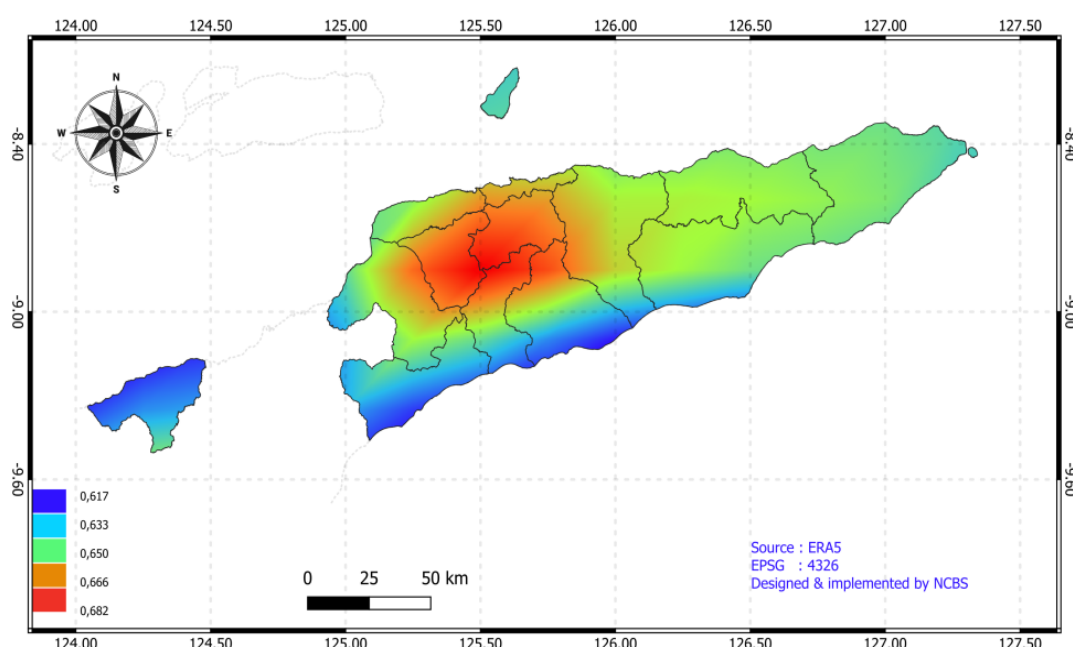 124.00 124.50 125.00 125.50 126.00 126.50 127.00 127.50
N
W E
S
-8.40 -8.40
-9.00 -9.00
-9.60 -9.60
0,617
0,633
0,650
0,666
0,682
0 25 50 km
Source : ERA5
EPSG : 4326
Designed & implemented by NCBS
124.00 124.50 125.00 125.50 126.00 126.50 127.00 127.50